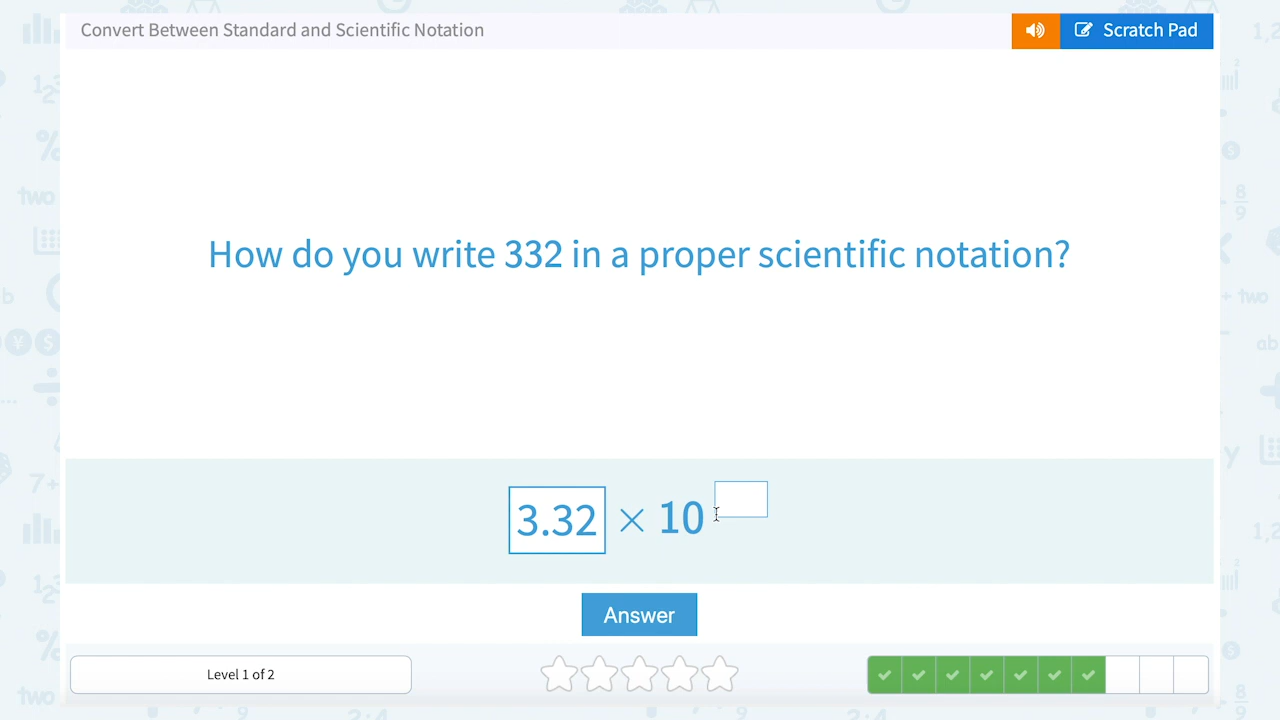 Convert Between Standard and Scientific Notation
Scratch Pad
How do you write 332 in a proper scientific notation?
3.32 × 10
Answer
Level 1 of 2